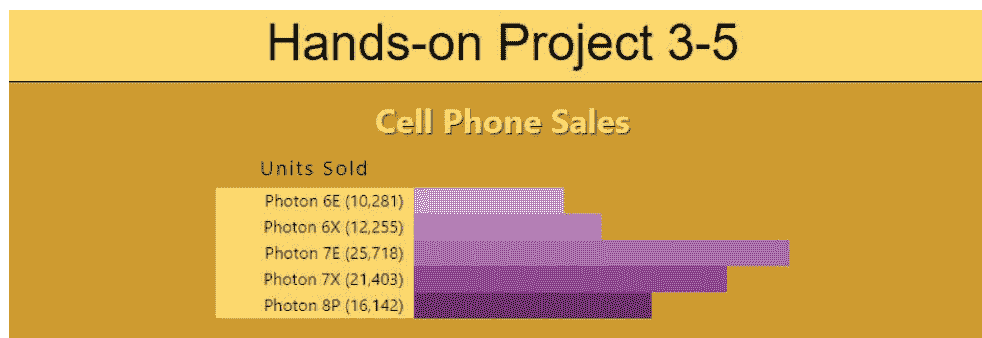 Hands-on Project 3-5
Cell Phone Sales
Units Sold
Photon 6E (10,281)
Photon 6X (12,255)
Photon 7E (25,718)
Photon 7X (21,403)
Photon 8P (16,142)